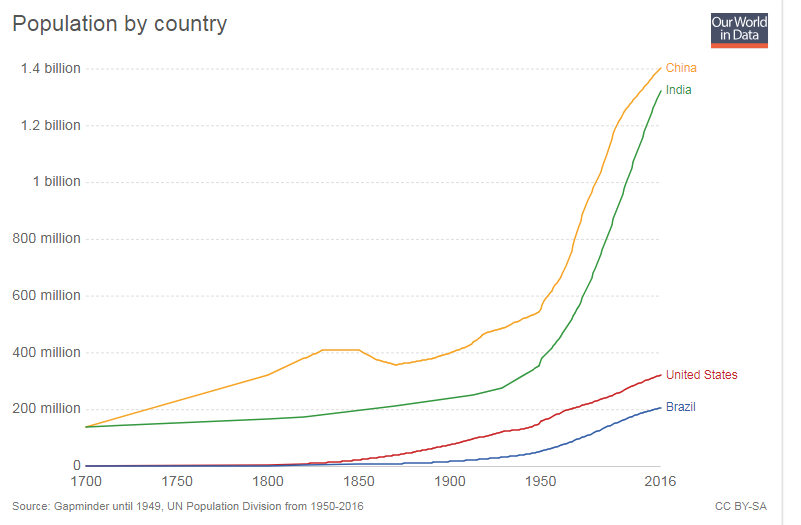 Population by country
Our World
in Data
1.4 billion
1.2 billion
1 billion
800 million
600 million
400 million
200 million
0
China
India
United States
Brazil
1700
1750
1800
1850
1900
1950
2016
Source: Gapminder until 1949, UN Population Division from 1950-2016
CC BY-SA